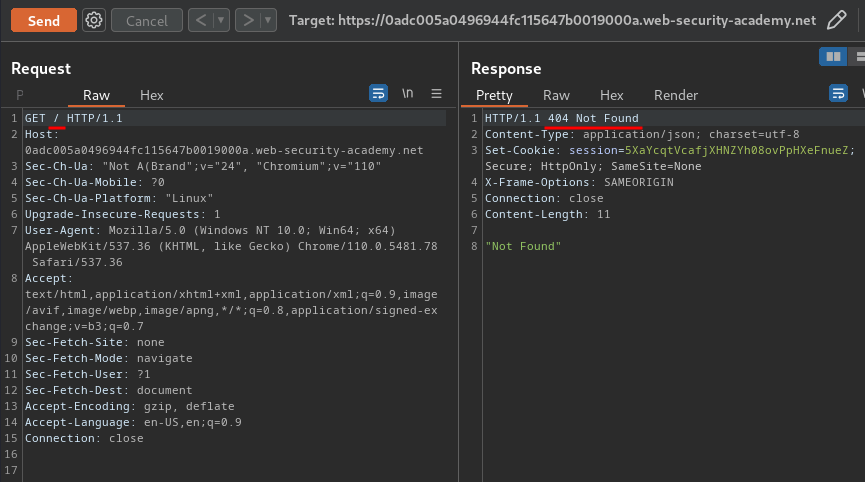 Send Cancel < > Target: https://0adc005a0496944fc115647b0019000a.web-security-academy.net
Request
P Raw Hex \n
1 GET / HTTP/1.1
2 Host:
0adc005a0496944fc115647b0019000a.web-security-academy.net
3 Sec-Ch-Ua: "Not A(Brand";v="24", "Chromium";v="110"
4 Sec-Ch-Ua-Mobile: ?0
5 Sec-Ch-Ua-Platform: "Linux"
6 Upgrade-Insecure-Requests: 1
7 User-Agent: Mozilla/5.0 (Windows NT 10.0; Win64; x64)
AppleWebKit/537.36 (KHTML, like Gecko) Chrome/110.0.5481.78
Safari/537.36
8 Accept:
text/html,application/xhtml+xml,application/xml;q=0.9,image
/avif,image/webp,image/apng,*/*;q=0.8,application/signed-ex
change;v=b3;q=0.7
9 Sec-Fetch-Site: none
10 Sec-Fetch-Mode: navigate
11 Sec-Fetch-User: ?1
12 Sec-Fetch-Dest: document
13 Accept-Encoding: gzip, deflate
14 Accept-Language: en-US,en;q=0.9
15 Connection: close
16
17
Response
Pretty Raw Hex Render
1 HTTP/1.1 404 Not Found
2 Content-Type: application/json; charset=utf-8
3 Set-Cookie: session=5XaYcqtVcafjXHNZYh08ovPpHXeFnueZ;
Secure; HttpOnly; SameSite=None
4 X-Frame-Options: SAMEORIGIN
5 Connection: close
6 Content-Length: 11
7
8 "Not Found"